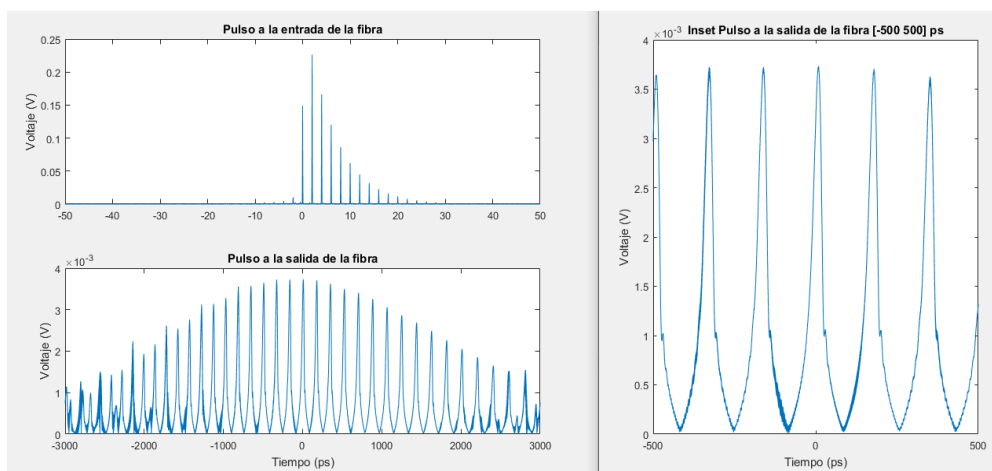 Pulso a la entrada de la fibra
0.25
0.2
0.15
0.1
0.05
0
Voltaje (V)
-50 -40 -30 -20 -10 0 10 20 30 40 50
Pulso a la salida de la fibra
×10⁻³
4
3
2
1
0
Voltaje (V)
-3000 -2000 -1000 0 1000 2000 3000
Tiempo (ps)
Inset Pulso a la salida de la fibra [-500 500] ps
×10⁻³
4
3.5
3
2.5
2
1.5
1
0.5
0
Voltaje (V)
-500 0 500
Tiempo (ps)